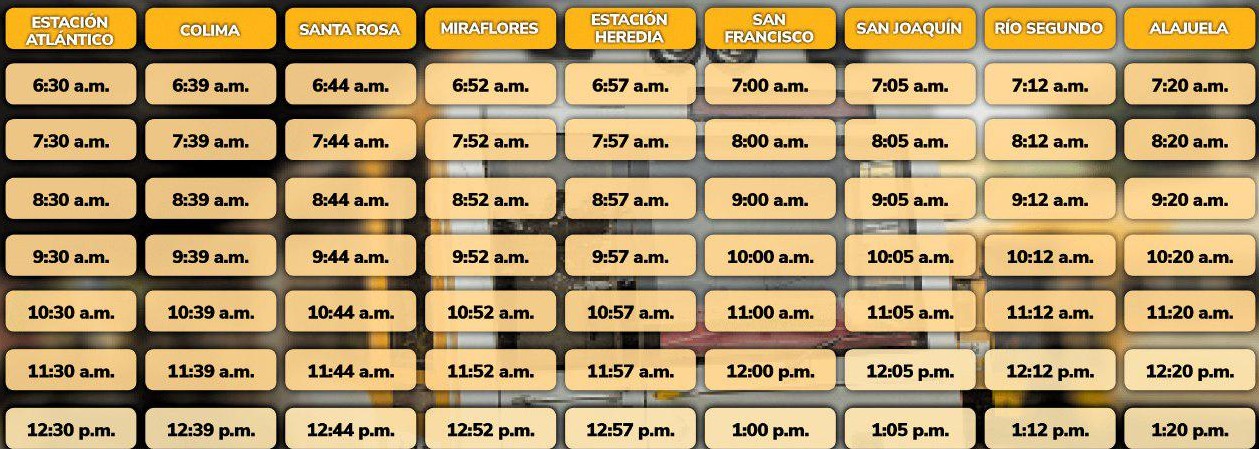 ESTACIÓN ATLÁNTICO COLIMA SANTA ROSA MIRAFLORES ESTACIÓN HEREDIA SAN FRANCISCO SAN JOAQUÍN RÍO SEGUNDO ALAJUELA
6:30 a.m. 6:39 a.m. 6:44 a.m. 6:52 a.m. 6:57 a.m. 7:00 a.m. 7:05 a.m. 7:12 a.m. 7:20 a.m.
7:30 a.m. 7:39 a.m. 7:44 a.m. 7:52 a.m. 7:57 a.m. 8:00 a.m. 8:05 a.m. 8:12 a.m. 8:20 a.m.
8:30 a.m. 8:39 a.m. 8:44 a.m. 8:52 a.m. 8:57 a.m. 9:00 a.m. 9:05 a.m. 9:12 a.m. 9:20 a.m.
9:30 a.m. 9:39 a.m. 9:44 a.m. 9:52 a.m. 9:57 a.m. 10:00 a.m. 10:05 a.m. 10:12 a.m. 10:20 a.m.
10:30 a.m. 10:39 a.m. 10:44 a.m. 10:52 a.m. 10:57 a.m. 11:00 a.m. 11:05 a.m. 11:12 a.m. 11:20 a.m.
11:30 a.m. 11:39 a.m. 11:44 a.m. 11:52 a.m. 11:57 a.m. 12:00 p.m. 12:05 p.m. 12:12 p.m. 12:20 p.m.
12:30 p.m. 12:39 p.m. 12:44 p.m. 12:52 p.m. 12:57 p.m. 1:00 p.m. 1:05 p.m. 1:12 p.m. 1:20 p.m.